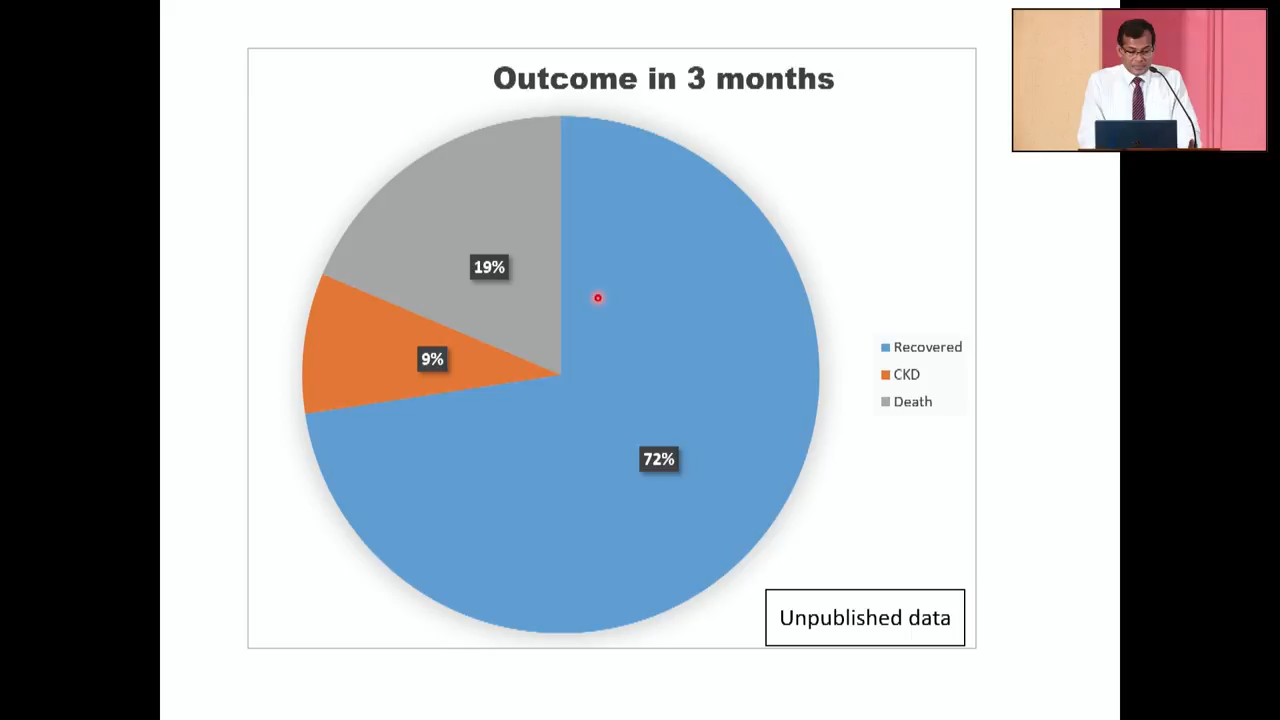 Outcome in 3 months
19%
9%
72%
Recovered
CKD
Death
Unpublished data